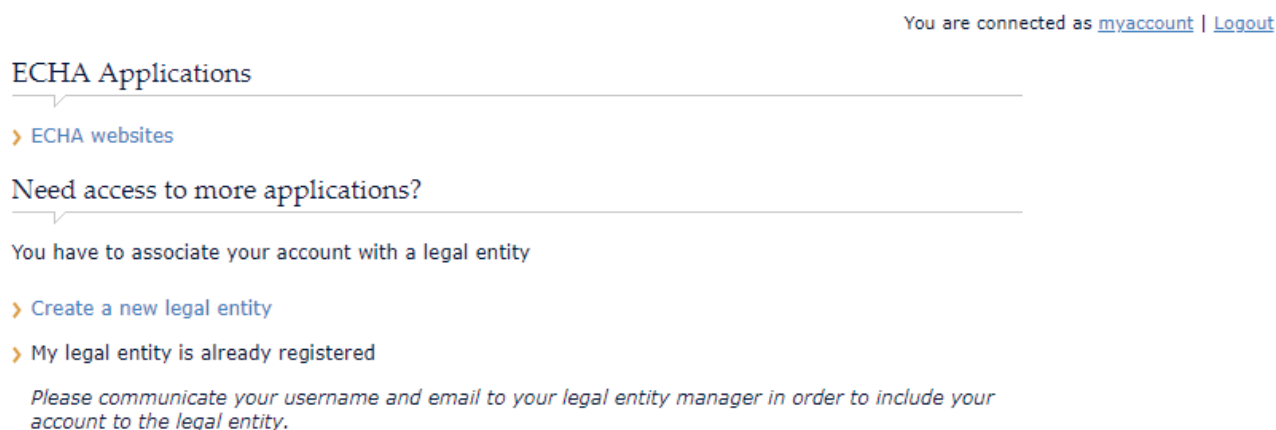 You are connected as myaccount | Logout
ECHA Applications
ECHA websites
Need access to more applications?
You have to associate your account with a legal entity
Create a new legal entity
My legal entity is already registered
Please communicate your username and email to your legal entity manager in order to include your
account to the legal entity.